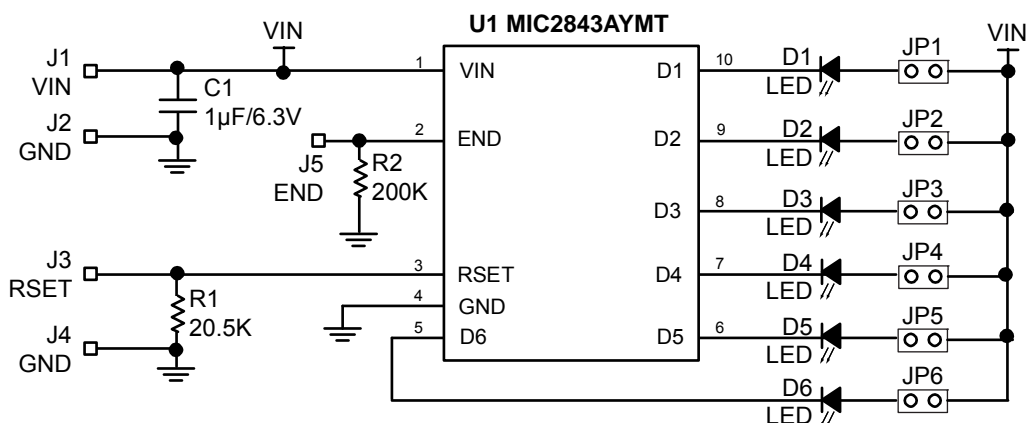 U1 MIC2843AYMT
VIN
VIN
J1
VIN
C1
1µF/6.3V
J2
GND
J5
END
R2
200K
J3
RSET
R1
20.5K
J4
GND
1
VIN
2
END
3
RSET
4
GND
5
D6
D1
10
D2
9
D3
8
D4
7
D5
6
D1
LED
JP1
D2
LED
JP2
D3
LED
JP3
D4
LED
JP4
D5
LED
JP5
D6
LED
JP6